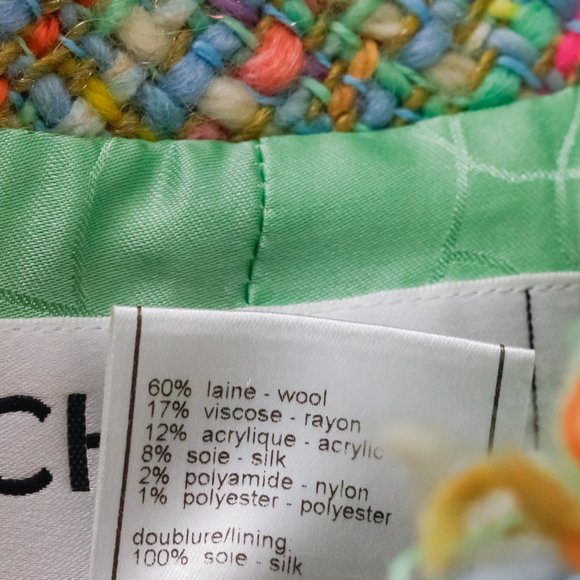 CH
60% laine - wool
17% viscose - rayon
12% acrylique - acrylic
8% soie - silk
2% polyamide - nylon
1% polyester - polyester
doublure/lining
100% soie - silk